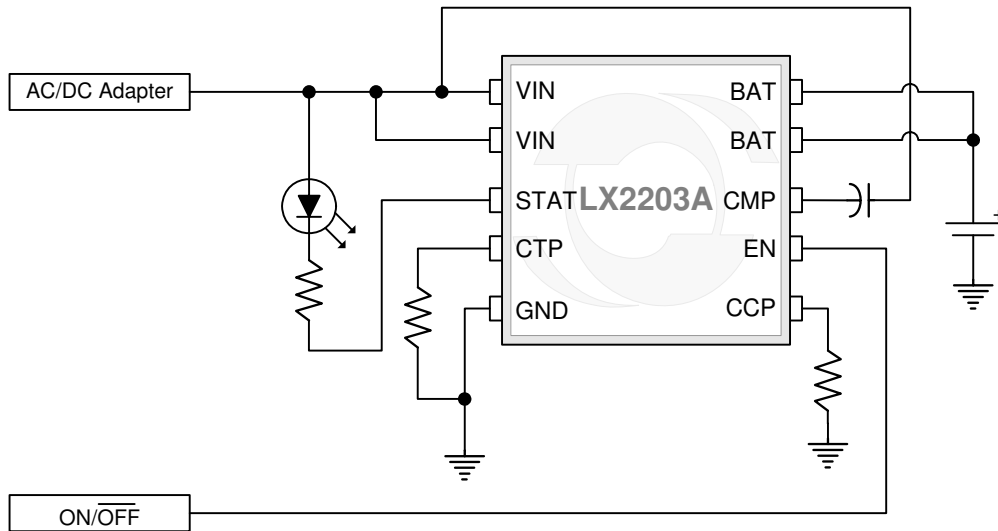 AC/DC Adapter
VIN
BAT
VIN
BAT
STAT
LX2203A
CMP
CTP
EN
GND
CCP
+
ON/OFF